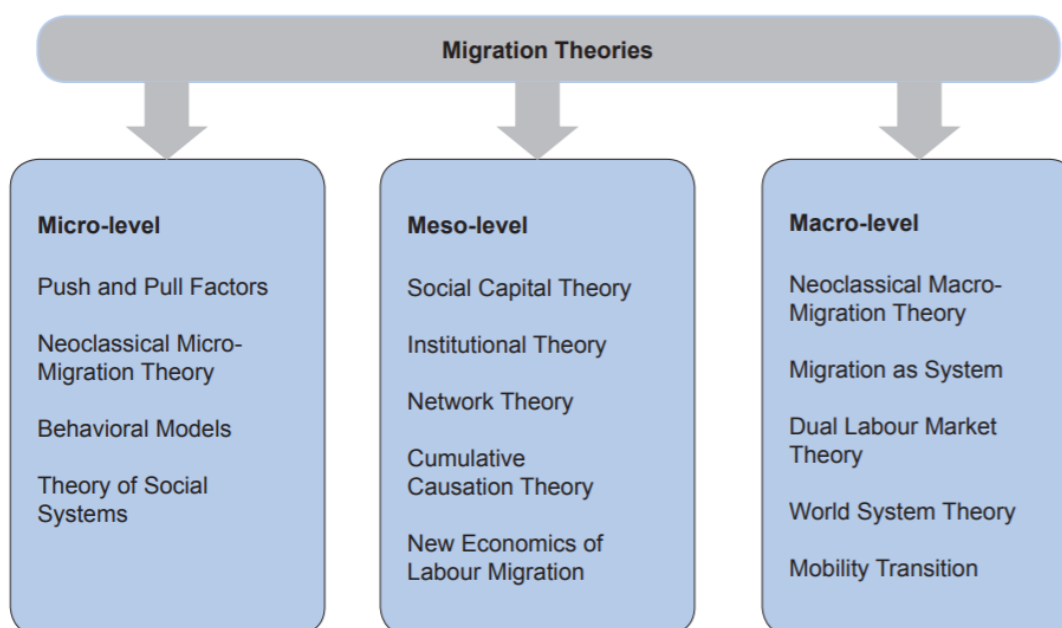 Migration Theories
Micro-level
Push and Pull Factors
Neoclassical Micro-
Migration Theory
Behavioral Models
Theory of Social
Systems
Meso-level
Social Capital Theory
Institutional Theory
Network Theory
Cumulative
Causation Theory
New Economics of
Labour Migration
Macro-level
Neoclassical Macro-
Migration Theory
Migration as System
Dual Labour Market
Theory
World System Theory
Mobility Transition